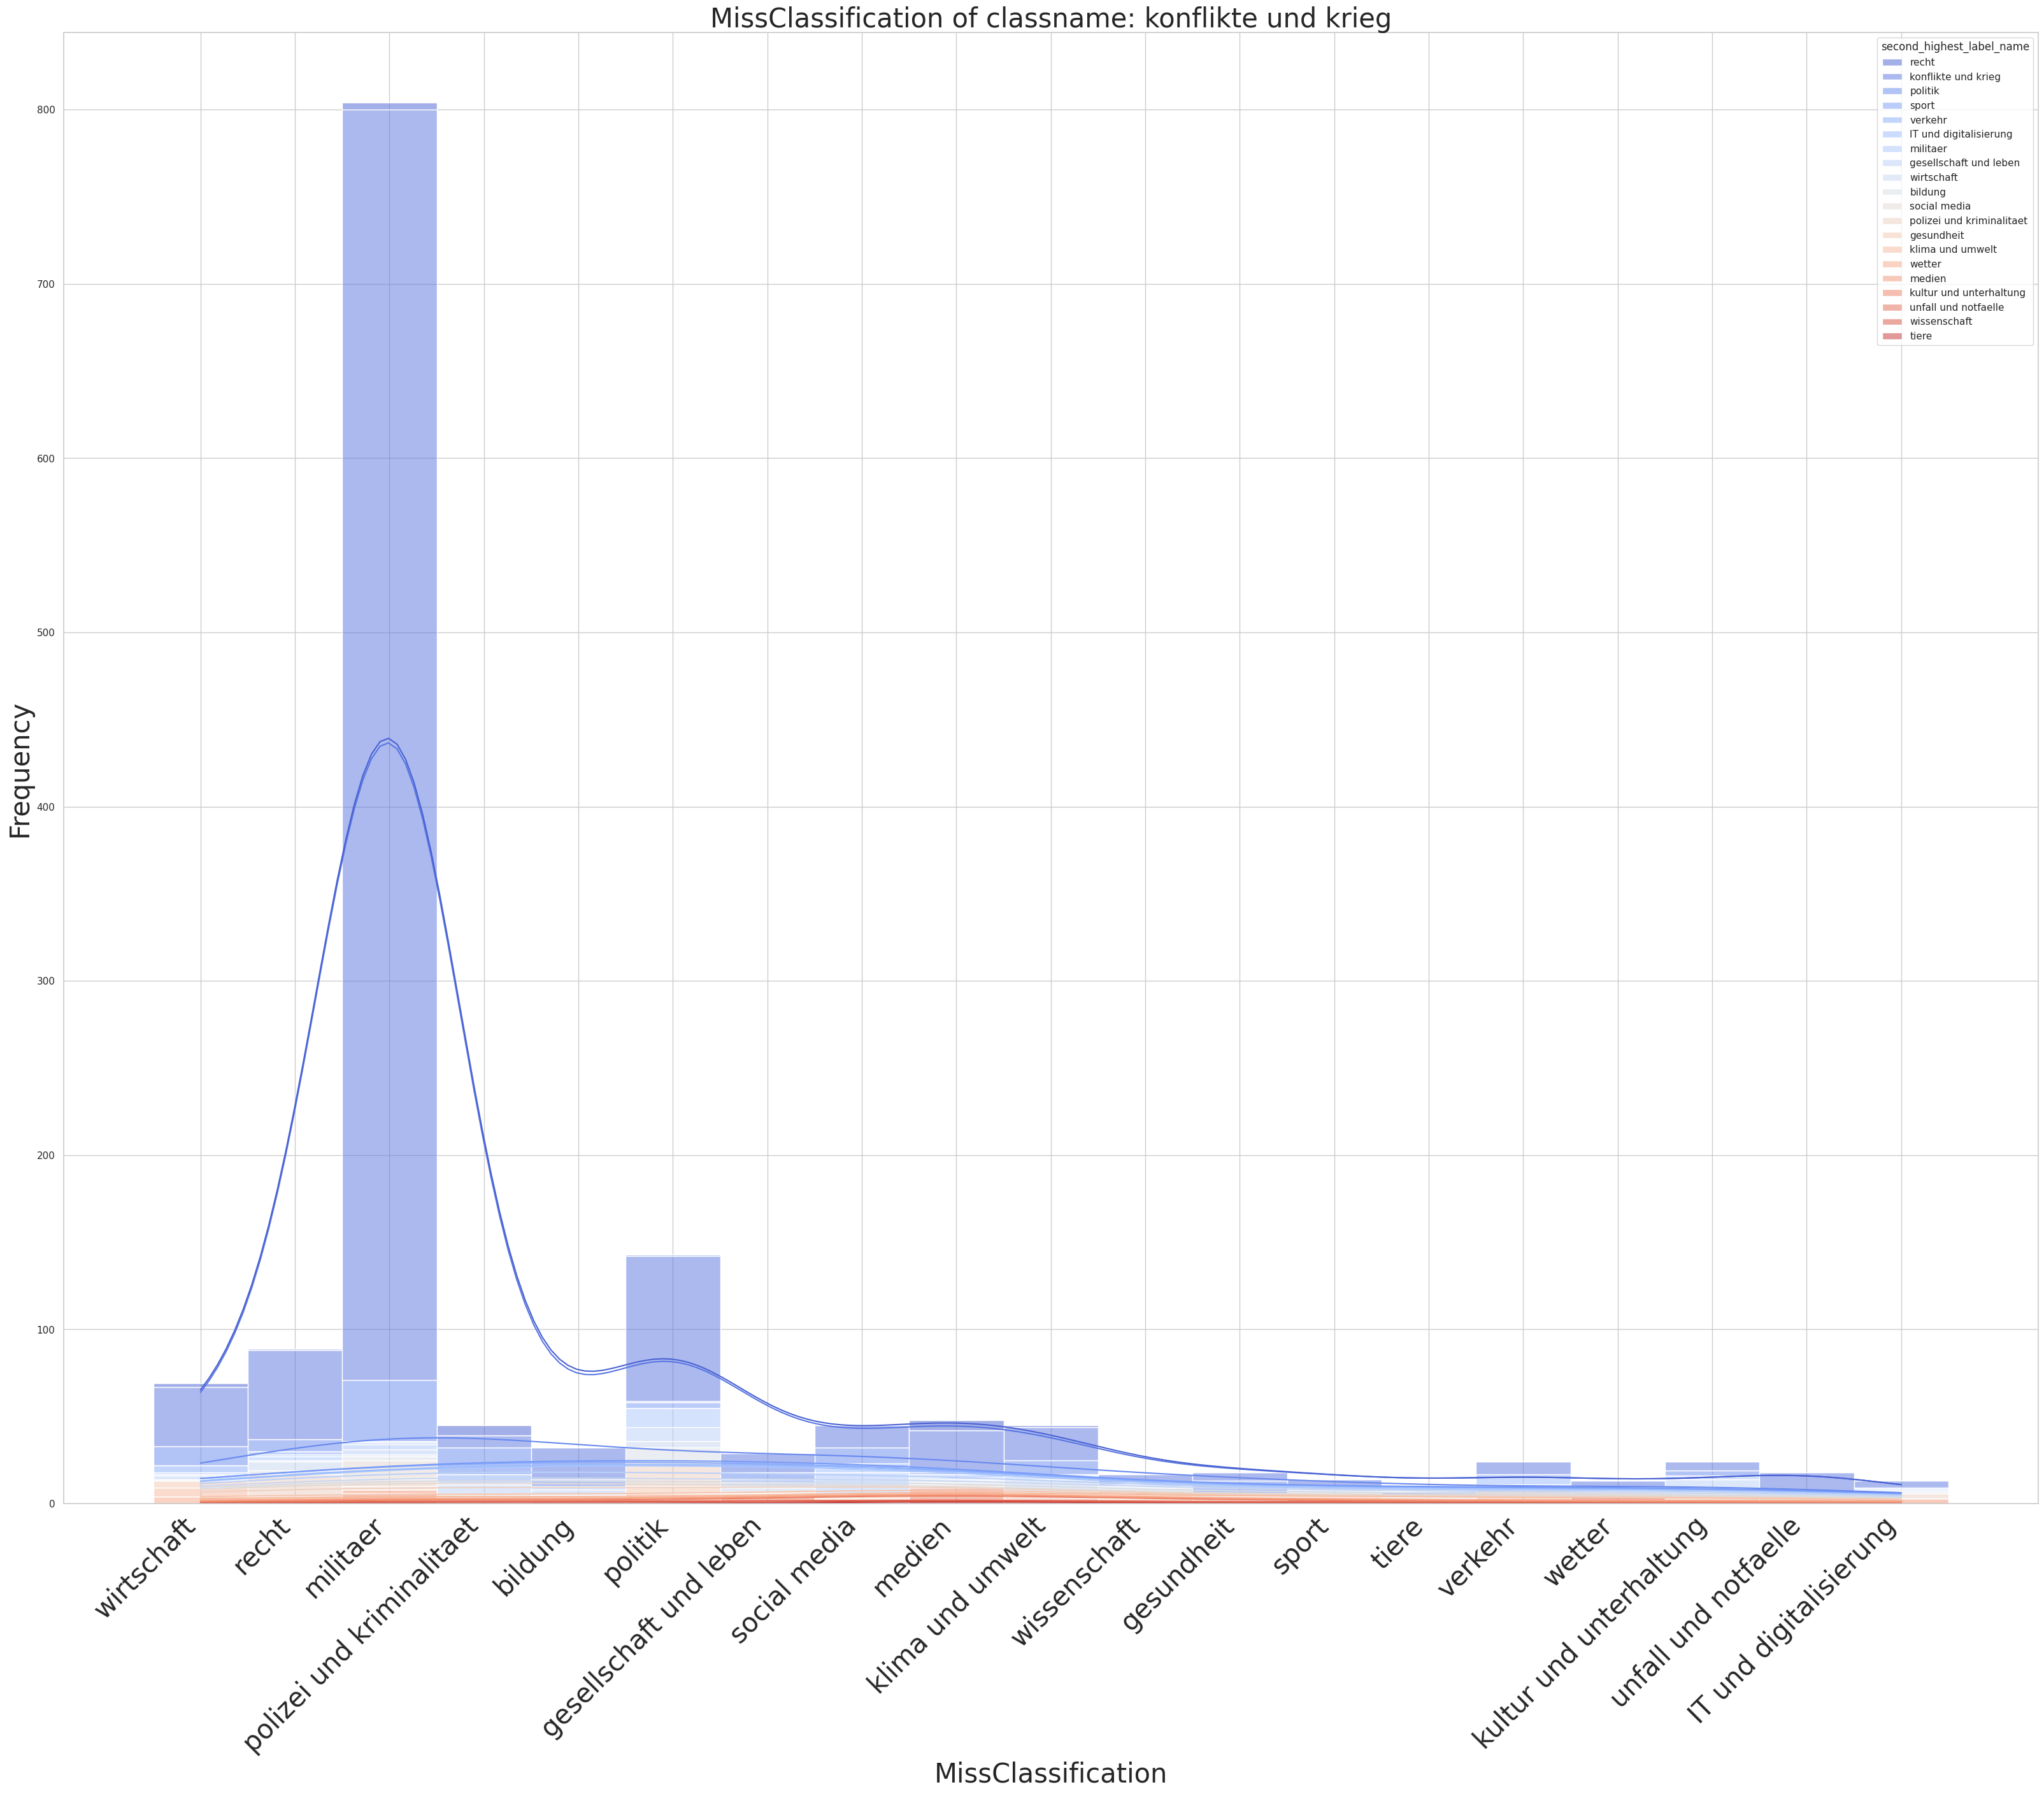 MissClassification of classname: konflikte und krieg
second_highest_label_name
recht
konflikte und krieg
politik
sport
verkehr
IT und digitalisierung
militaer
gesellschaft und leben
wirtschaft
bildung
social media
polizei und kriminalitaet
gesundheit
klima und umwelt
wetter
medien
kultur und unterhaltung
unfall und notfaelle
wissenschaft
tiere
Frequency
800
700
600
500
400
300
200
100
0
wirtschaft
recht
militaer
polizei und kriminalitaet
bildung
politik
gesellschaft und leben
social media
medien
klima und umwelt
wissenschaft
gesundheit
sport
tiere
verkehr
wetter
kultur und unterhaltung
unfall und notfaelle
IT und digitalisierung
MissClassification